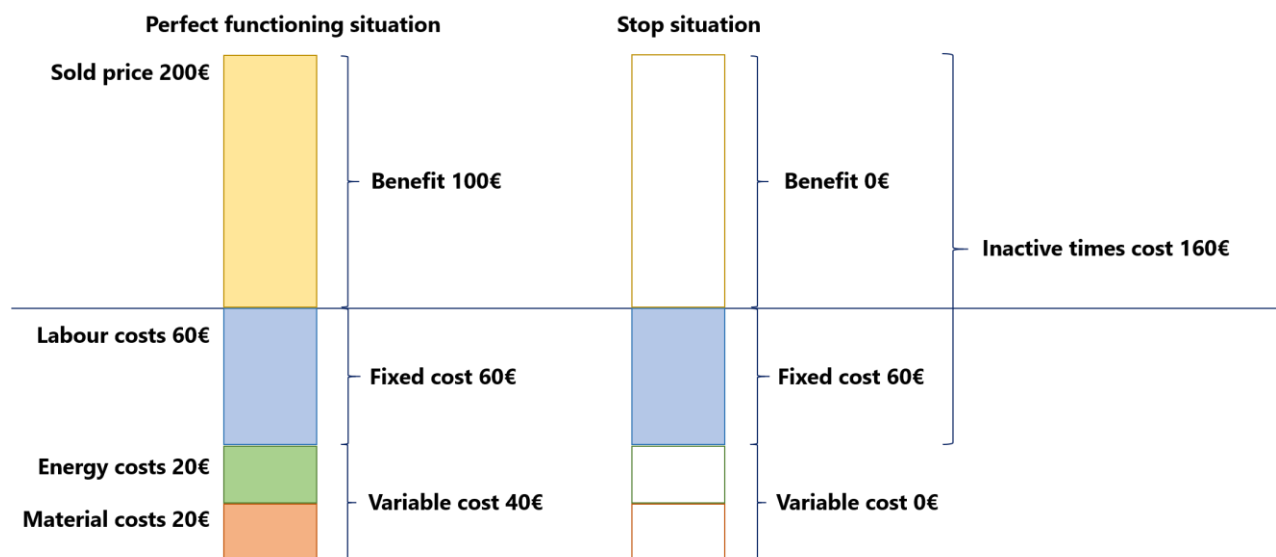 Perfect functioning situation
Stop situation
Sold price 200€
Benefit 100€
Benefit 0€
Inactive times cost 160€
Labour costs 60€
Fixed cost 60€
Fixed cost 60€
Energy costs 20€
Variable cost 40€
Variable cost 0€
Material costs 20€